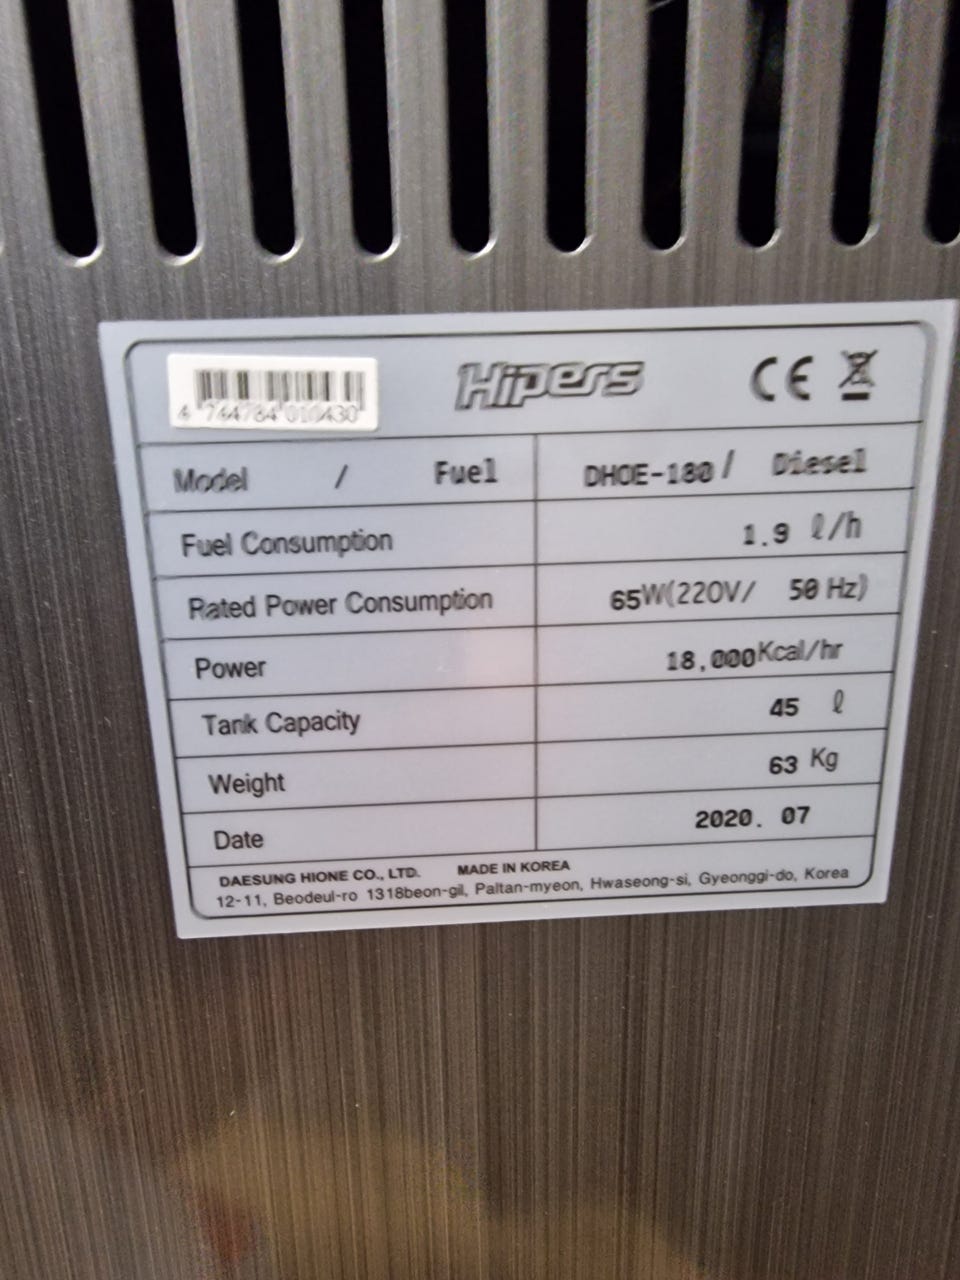 Hipers CE
4 744784 010430
Model / Fuel DHOE-180 / Diesel
Fuel Consumption 1.9 ℓ/h
Rated Power Consumption 65W(220V/ 50 Hz)
Power 18,000Kcal/hr
Tank Capacity 45 ℓ
Weight 63 Kg
Date 2020. 07
DAESUNG HIONE CO., LTD. MADE IN KOREA
12-11, Beodeul-ro 1318beon-gil, Paltan-myeon, Hwaseong-si, Gyeonggi-do, Korea